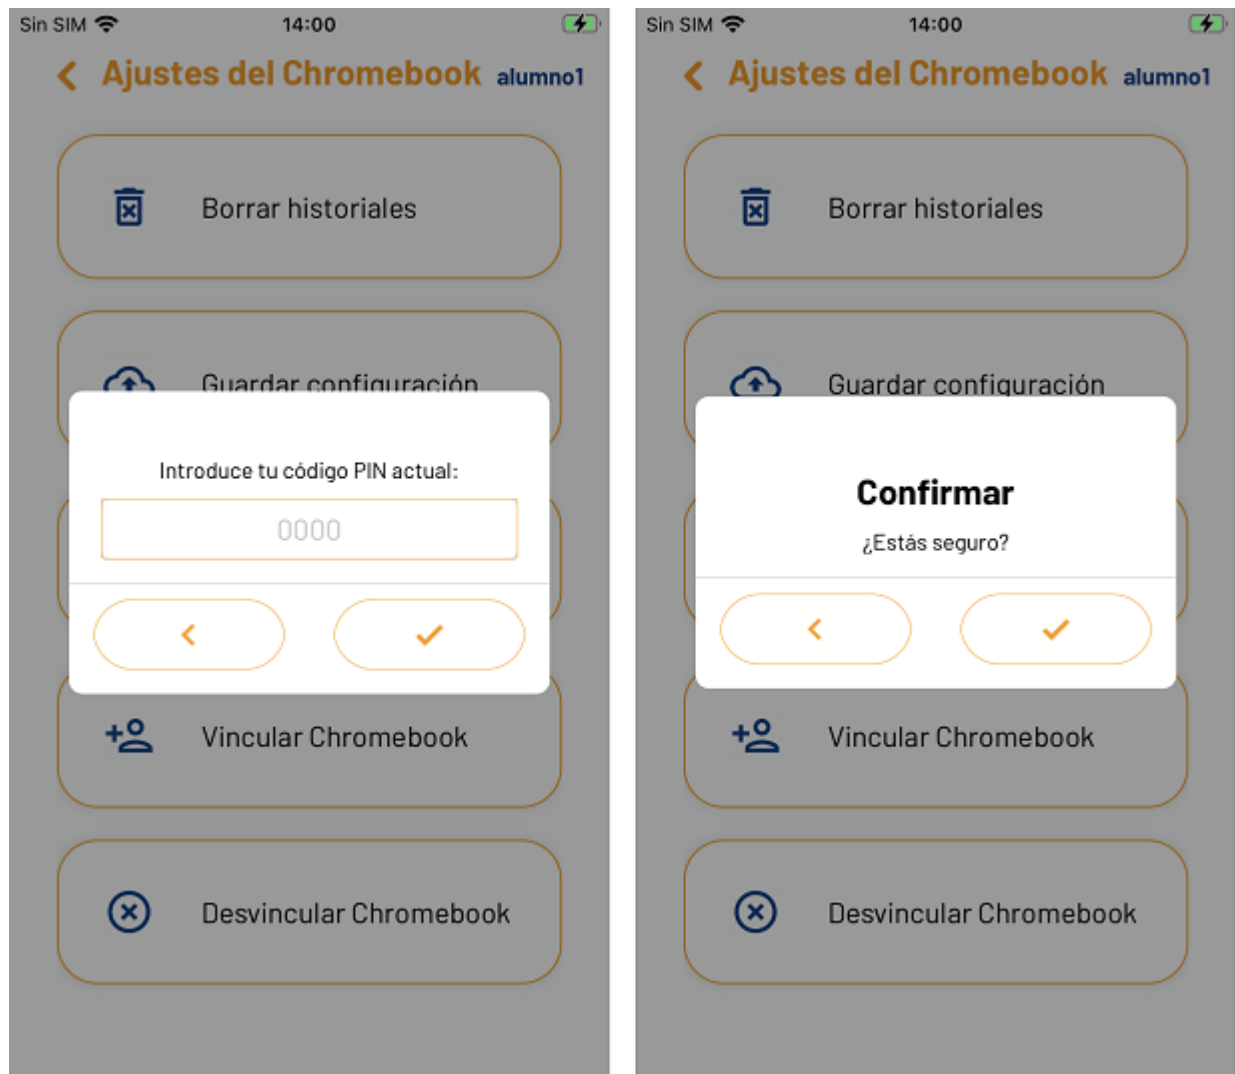 Sin SIM 14:00
Ajustes del Chromebook alumno1
Borrar historiales
Guardar configuración
Introduce tu código PIN actual:
0000
Vincular Chromebook
Desvincular Chromebook
Sin SIM 14:00
Ajustes del Chromebook alumno1
Borrar historiales
Guardar configuración
Confirmar
¿Estás seguro?
Vincular Chromebook
Desvincular Chromebook